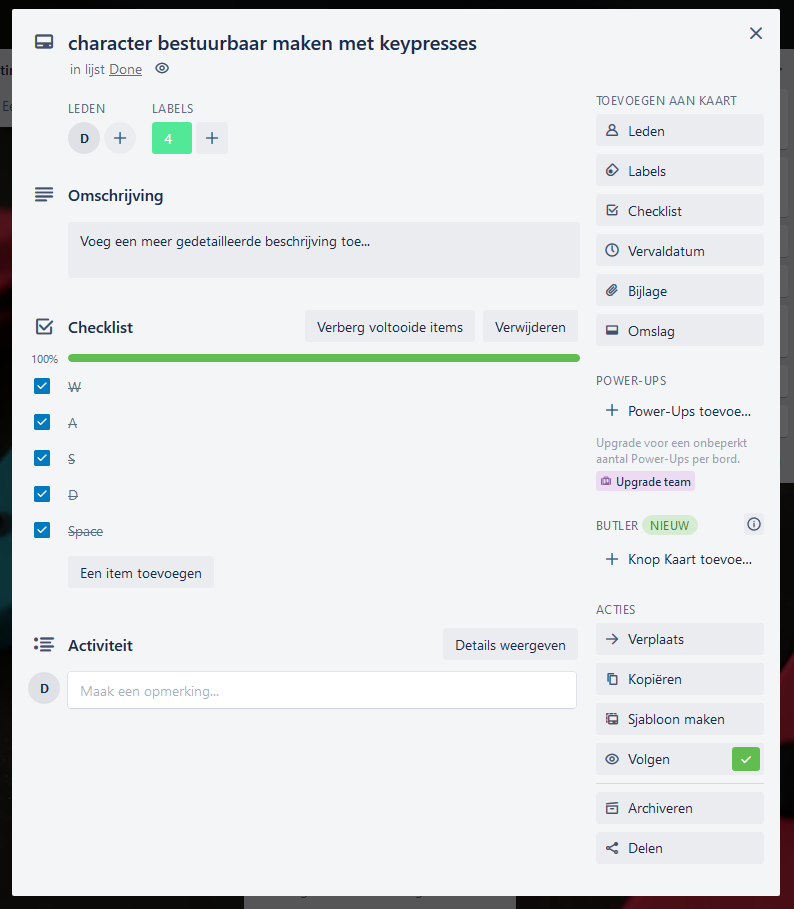 character bestuurbaar maken met keypresses
in lijst Done
LEDEN
LABELS
D
4
Omschrijving
Voeg een meer gedetailleerde beschrijving toe...
Checklist
Verberg voltooide items
Verwijderen
100%
W
A
S
D
Space
Een item toevoegen
Activiteit
Details weergeven
D
Maak een opmerking...
TOEVOEGEN AAN KAART
Leden
Labels
Checklist
Vervaldatum
Bijlage
Omslag
POWER-UPS
Power-Ups toevoe...
Upgrade voor een onbeperkt
aantal Power-Ups per bord.
Upgrade team
BUTLER NIEUW
Knop Kaart toevoe...
ACTIES
Verplaats
Kopiëren
Sjabloon maken
Volgen
Archiveren
Delen